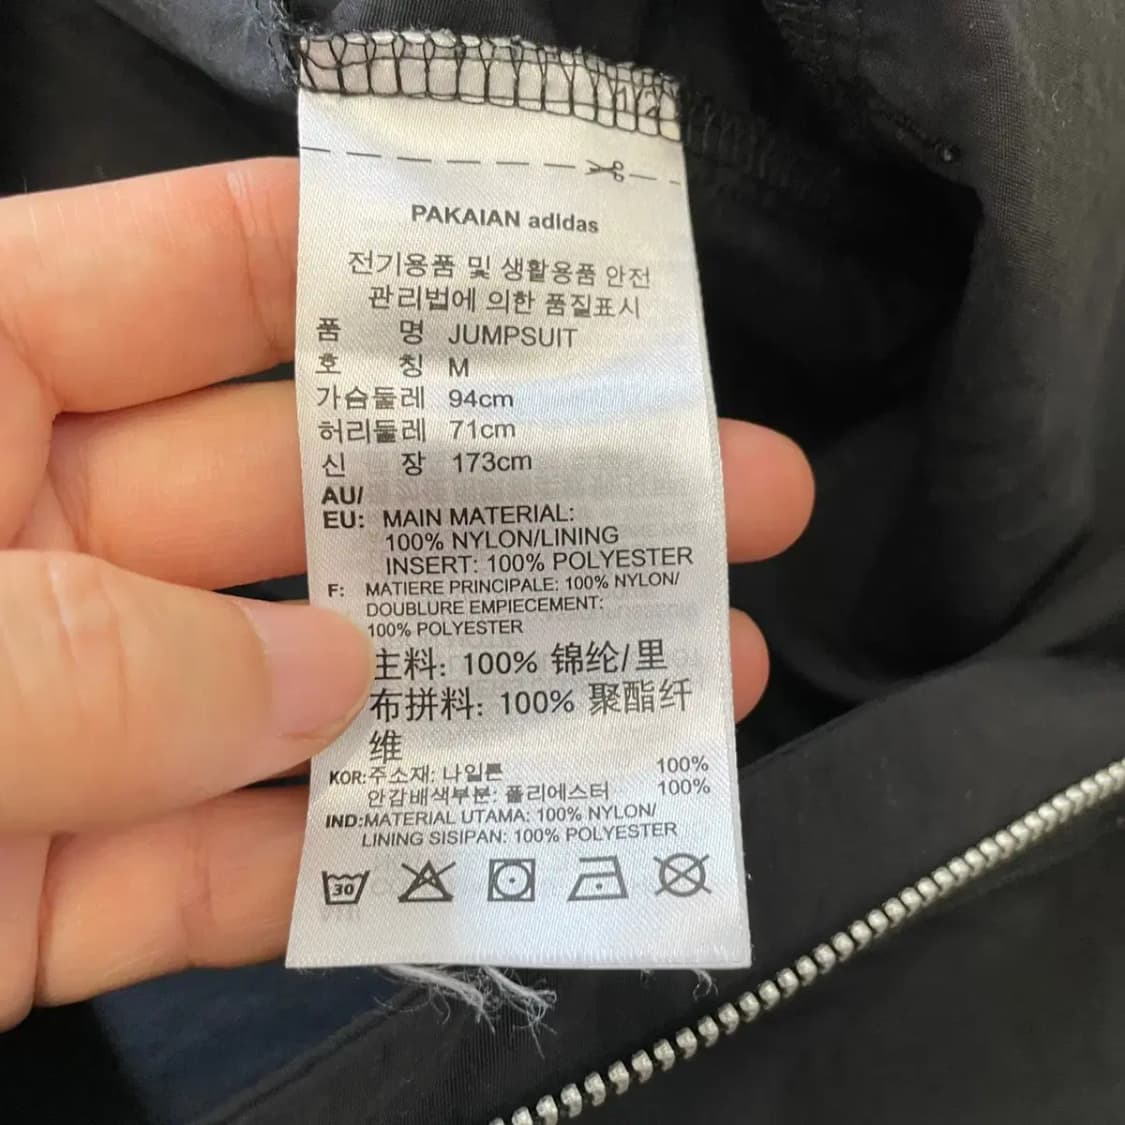 1/2
PAKAIAN adidas
전기용품 및 생활용품 안전
관리법에 의한 품질표시
품 명 JUMPSUIT
호 칭 M
가슴둘레 94cm
허리둘레 71cm
신 장 173cm
AU/
EU: MAIN MATERIAL:
100% NYLON/LINING
INSERT: 100% POLYESTER
F: MATIERE PRINCIPALE: 100% NYLON/
DOUBLURE EMPIECEMENT:
100% POLYESTER
主料: 100% 锦纶/里
布拼料: 100% 聚酯纤
维
KOR:주소재: 나일론 100%
안감배색부분: 폴리에스터 100%
IND:MATERIAL UTAMA: 100% NYLON/
LINING SISIPAN: 100% POLYESTER
30